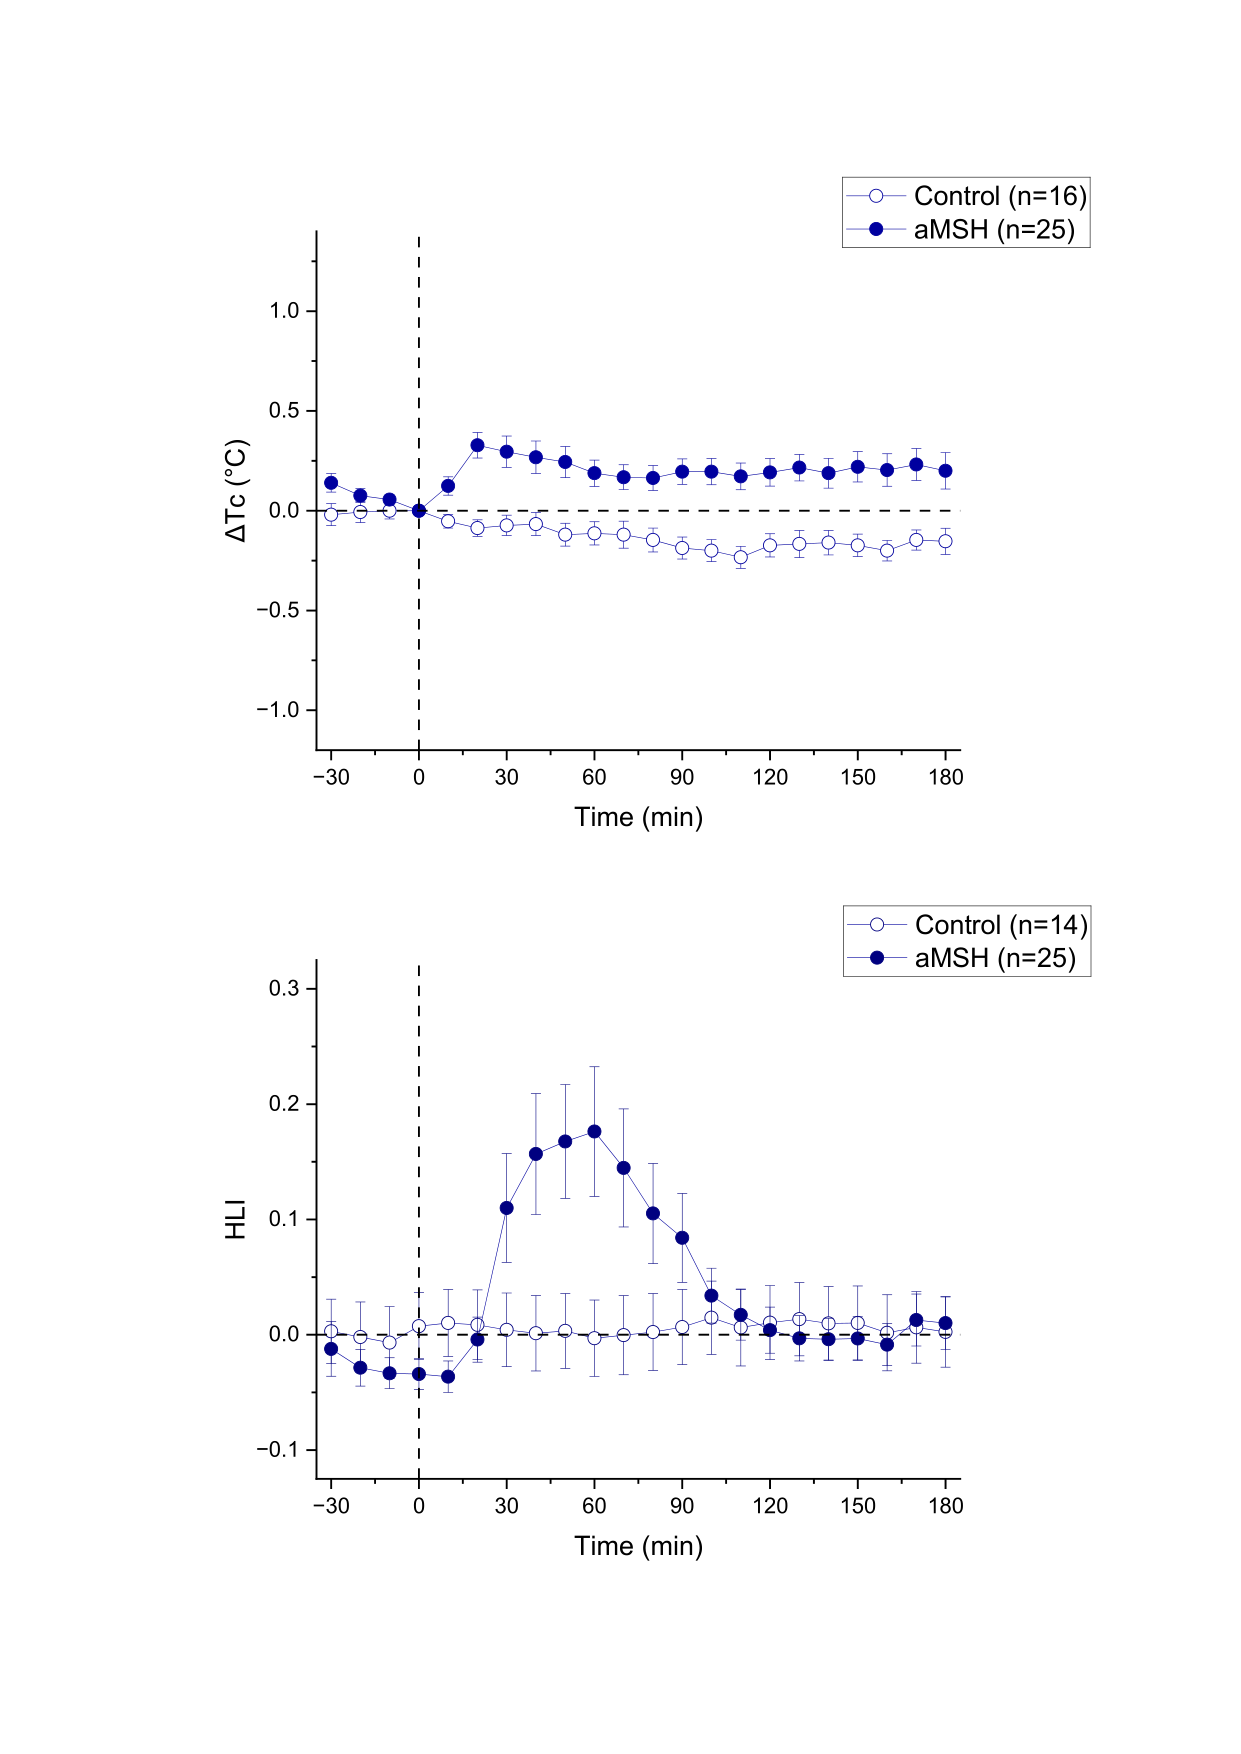 Control (n=16)
aMSH (n=25)
1.0
0.5
0.0
−0.5
−1.0
ΔTc (°C)
−30 0 30 60 90 120 150 180
Time (min)
Control (n=14)
aMSH (n=25)
0.3
0.2
0.1
0.0
−0.1
HLI
−30 0 30 60 90 120 150 180
Time (min)